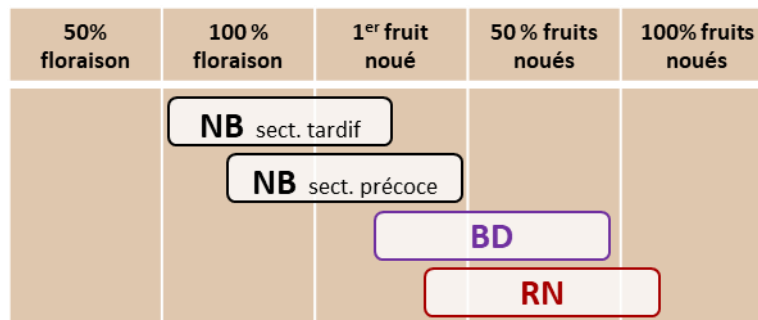 50%
floraison
100 %
floraison
1er fruit
noué
50 % fruits
noués
100% fruits
noués
NB sect. tardif
NB sect. précoce
BD
RN